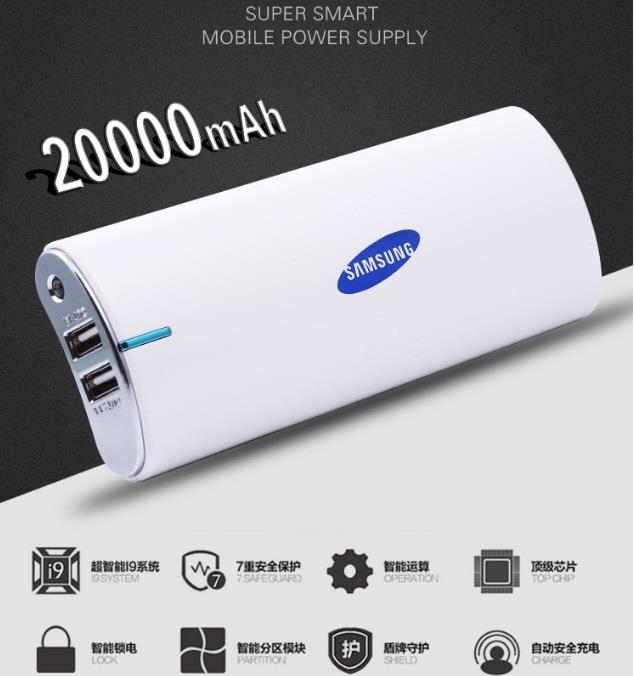 SUPER SMART
MOBILE POWER SUPPLY
20000mAh
SAMSUNG
i9
超智能I9系统
I9 SYSTEM
7
7重安全保护
7 SAFEGUARD
智能运算
OPERATION
顶级芯片
TOP CHIP
智能锁电
LOCK
智能分区模块
PARTITION
护
盾牌守护
SHIELD
自动安全充电
CHARGE